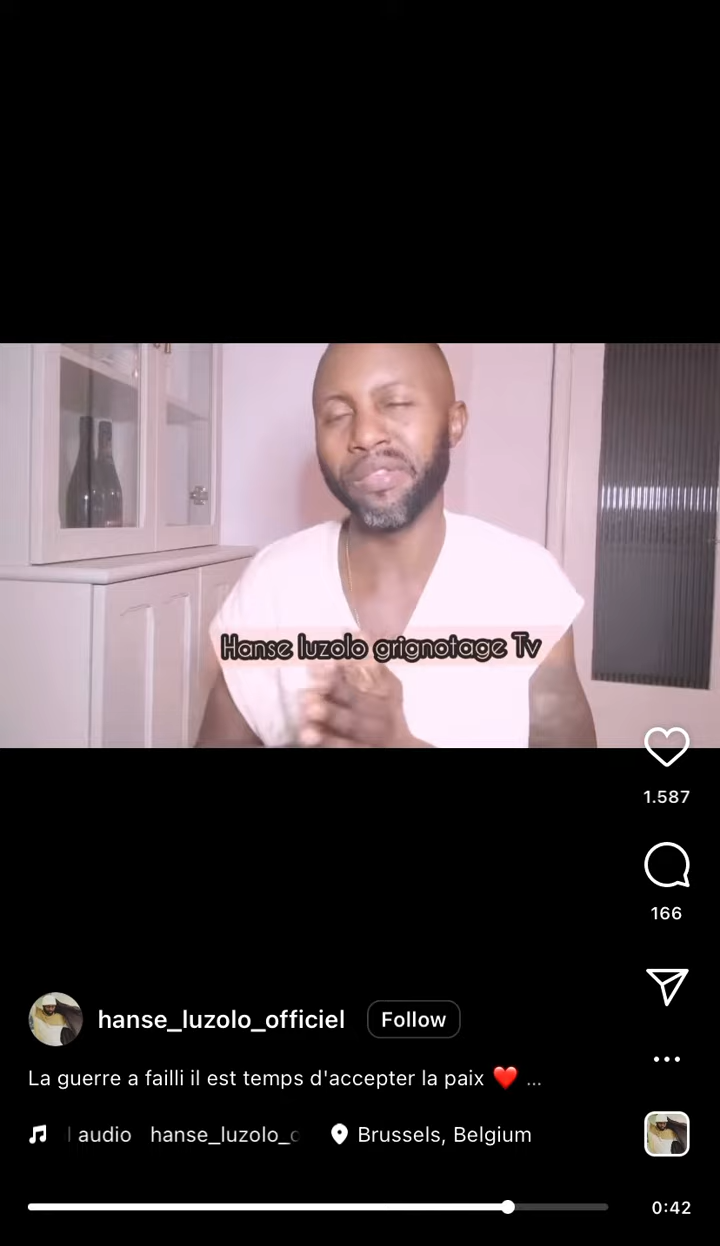 Hanse luzolo grignotage Tv
1.587
166
hanse_luzolo_officiel
Follow
La guerre a failli il est temps d'accepter la paix ❤️ ...
audio hanse_luzolo_
Brussels, Belgium
0:42